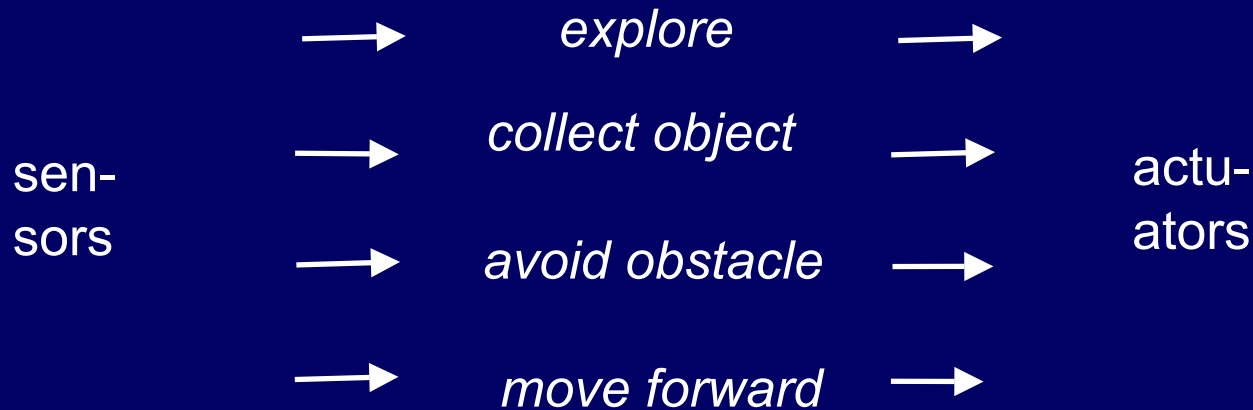 explore
collect object
sen-
sors
actu-
ators
avoid obstacle
move forward